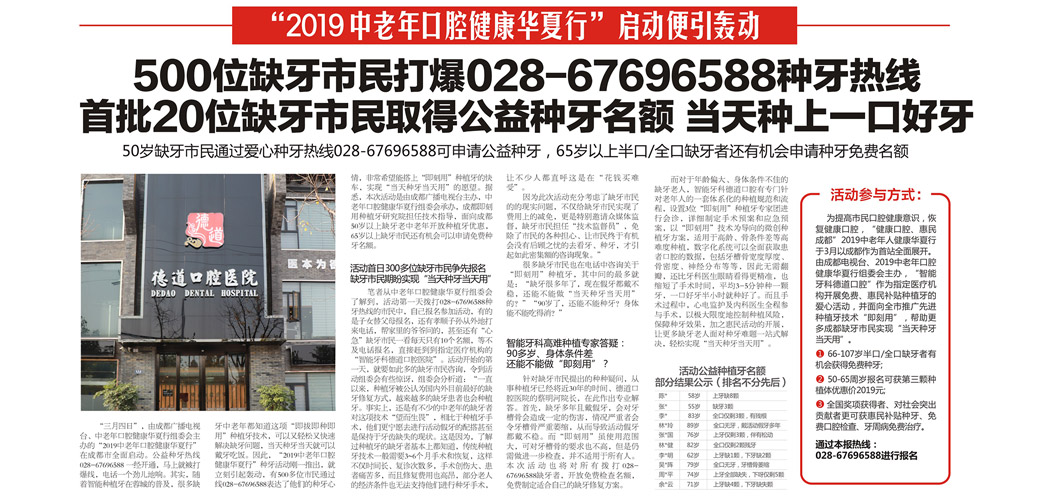 “2019中老年口腔健康华夏行”启动便引轰动
500位缺牙市民打爆028-67696588种牙热线
首批20位缺牙市民取得公益种牙名额 当天种上一口好牙
50岁缺牙市民通过爱心种牙热线028-67696588可申请公益种牙，65岁以上半口/全口缺牙者还有机会申请种牙免费名额
德道
德道口腔医院
DEDAO DENTAL HOSPITAL
“三月四日”，由成都广播电视
台、中老年口腔健康华夏行组委会主
办的“2019中老年口腔健康华夏行”
在成都市全面启动。公益种牙热线
028-67696588一经开通，马上就被打
爆线，电话一个劲儿地响。其实，随
着智能种植牙在蓉城的普及，很多缺
牙中老年都知道这项“即拔即种即
用”种植牙技术，可以又轻松又快速
解决缺牙问题，当天种牙当天就可以
戴牙吃饭。因此，“2019中老年口腔
健康华夏行”种牙活动刚一推出，就
立刻引起轰动。有500多位市民通过
028-67696588表达了他们的种牙心
情，非常希望能搭上“即刻用”种植牙的快
车，实现“当天种牙当天用”的愿望。据
悉，本次活动是由成都广播电视台主办、中
老年口腔健康华夏行组委会承办，成都即刻
用种植牙研究院担任技术指导，面向成都
50岁以上缺牙老中老年开放种植牙优惠，
65岁以上缺牙市民还有机会可以申请免费种
牙名额。
活动首日300多位缺牙市民争先报名
缺牙市民期盼实现“当天种牙当天用”
笔者从中老年口腔健康华夏行组委会
了解到，活动第一天拨打028-67696588种
牙热线的市民中，自己报名参加活动，有的
是子女替父母报名，还有孝顺子孙从外地打
来电话，帮家里的爷爷问的，甚至还有“心
急”缺牙市民一看每天只有10个名额，等不
及电话报名，直接赶到到指定医疗机构的
“智能牙科德道口腔医院”。活动开始的第
一天，就要如此多的缺牙市民咨询，令到活
动组委会有些惊讶，组委会分析道：“一直
以来，种植牙被公认为国内外目前最好的缺
牙修复方式，越来越多的缺牙患者也会种植
牙。事实上，还是有不少的中老年的缺牙者
对这项技术“望而生畏”，相比于种植牙手
术，他们更宁愿去进行活动假牙的配搭甚至
是保持于牙齿缺失的现状。这是因为，了解
过种植牙的缺牙者基本上都知道，传统种植
牙技术一般需要3-6个月手术和恢复，这样
不仅时间长、复诊次数多，手术创伤大、患
者痛苦多，而且修复费用也高昂，部分老人
的经济条件也无法支持他们进行种牙手术，
让不少人都直呼这是在“花钱买难
受”。
因为此次活动充分考虑了缺牙市民
的的现实问题，不仅给缺牙市民实现了
费用上的减免，更是特别邀请众媒体监
督、缺牙市民担任“技术监督员”，免
除了市民的各种担心，让市民终于有机
会没有后顾之忧的去看牙、种牙，才引
起如此密集频的咨询现象。”
很多缺牙市民也在电话中咨询关于
“即刻用”种植牙，其中问的最多就
是：“缺牙很多年了，现在假牙都戴不
稳，还能不能做“当天种牙当天用”
的？”“90岁了，还能不能种牙？身体
能不能吃得消？”
智能牙科高难种植专家答疑：
90多岁、身体条件差
还能不能做“即刻用”？
针对缺牙市民提出的种种疑问，从
事种植牙已经将近30年的时间、德道口
腔医院的蔡明河院长，在此作出专业解
答。首先，缺牙多年且戴假牙，会对牙
槽骨会造成一定的伤害，情况严重者会
令牙槽骨严重萎缩，从而导致活动假牙
都戴不稳。而“即刻用”虽使用范围
大，可对牙槽骨的要求也不高，但是仍
需做进一步检查，并不适用于所有人。
本次活动也将对所有拨打028-
67696588缺牙者，开放免费检查名额，
免费制定适合自己的缺牙修复方案。
而对于年龄偏大、身体条件不佳的
缺牙老人，智能牙科德道口腔有专门针
对老年人的一套体系化的种植规范和流
程，设置3位“即刻用”种植牙专家团进
行会诊，详细制定手术预案和应急预
案，以“即刻用”技术为导向的微创种
植牙方案，适用于高龄、骨条件差等高
难度种植，数字化系统可以全面获取患
者口腔的数据，包括牙槽骨宽度厚度、
骨密度、神经分布等等，因此无需翻
瓣，还比牙科医生眼睛看得更精准，也
缩短了手术时间，平均3-5分钟种一颗
牙，一口好牙半小时就种好了。而且手
术过程中，心电监护及内科医生全程参
与手术，以极大限度地控制种植风险，
保障种牙效果，加之惠民活动的开展，
让更多缺牙老人面对种牙难题一站式解
决，轻松实现“当天种牙当天用”。
活动公益种植牙名额
部分结果公示（排名不分先后）
陈* 58岁 上牙缺8颗
张* 55岁 缺牙3颗
李* 83岁 全口仅剩3颗，有残根
林*玲 89岁 全口无牙，戴活动假牙多年
张*国 76岁 上牙仅剩3颗，伴有松动
林*健 82岁 全口仅剩2颗残牙
李*明 62岁 上牙缺1颗，下牙缺2颗
吴*辉 79岁 全口无牙，牙槽骨萎缩
周*平 74岁 上牙全部缺失，下排仅剩5颗
余*云 71岁 上牙缺4颗，下牙缺失颗
活动参与方式：
为提高市民口腔健康意识，恢
复健康口腔，“健康口腔、惠民
成都”2019中老年人健康华夏行
于3月以成都作为首站全面展开。
由成都电视台、2019中老年口腔
健康华夏行组委会主办，“智能
牙科德道口腔”作为指定医疗机
构开展免费、惠民补贴种植牙的
爱心活动，并面向全市推广先进
种植牙技术“即刻用”，帮助更
多成都缺牙市民实现“当天种牙
当天用”。
1 66-107岁半口/全口缺牙者有
机会获得免费种牙；
2 50-65周岁报名可获第三颗种
植体优惠价2019元；
3 全国奖项获得者、对社会突出
贡献者更可获惠民补贴种牙、免
费口腔检查、牙周病免费治疗。
通过本报热线：
028-67696588进行报名